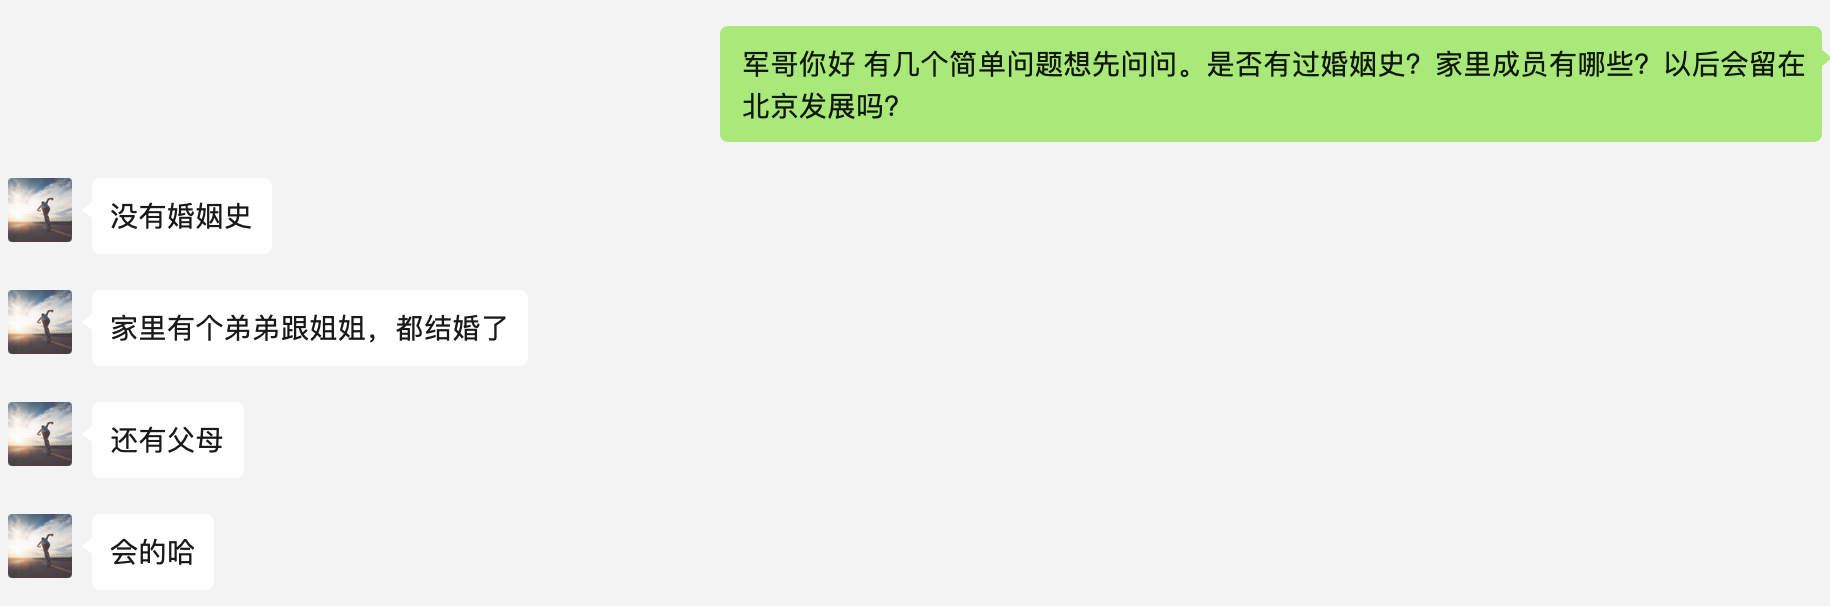 军哥你好 有几个简单问题想先问问。是否有过婚姻史？家里成员有哪些？以后会留在
北京发展吗？
没有婚姻史
家里有个弟弟跟姐姐，都结婚了
还有父母
会的哈